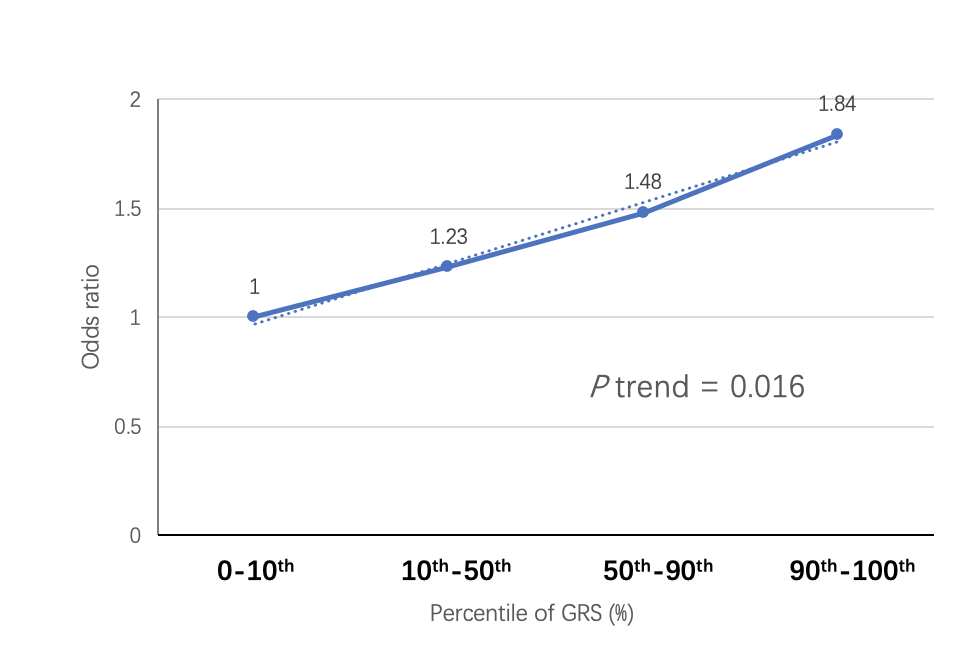 2
1.84
1.48
1.5
1.23
1
1
Odds ratio
P trend = 0.016
0.5
0
0-10th
10th-50th
50th-90th
90th-100th
Percentile of GRS (%)